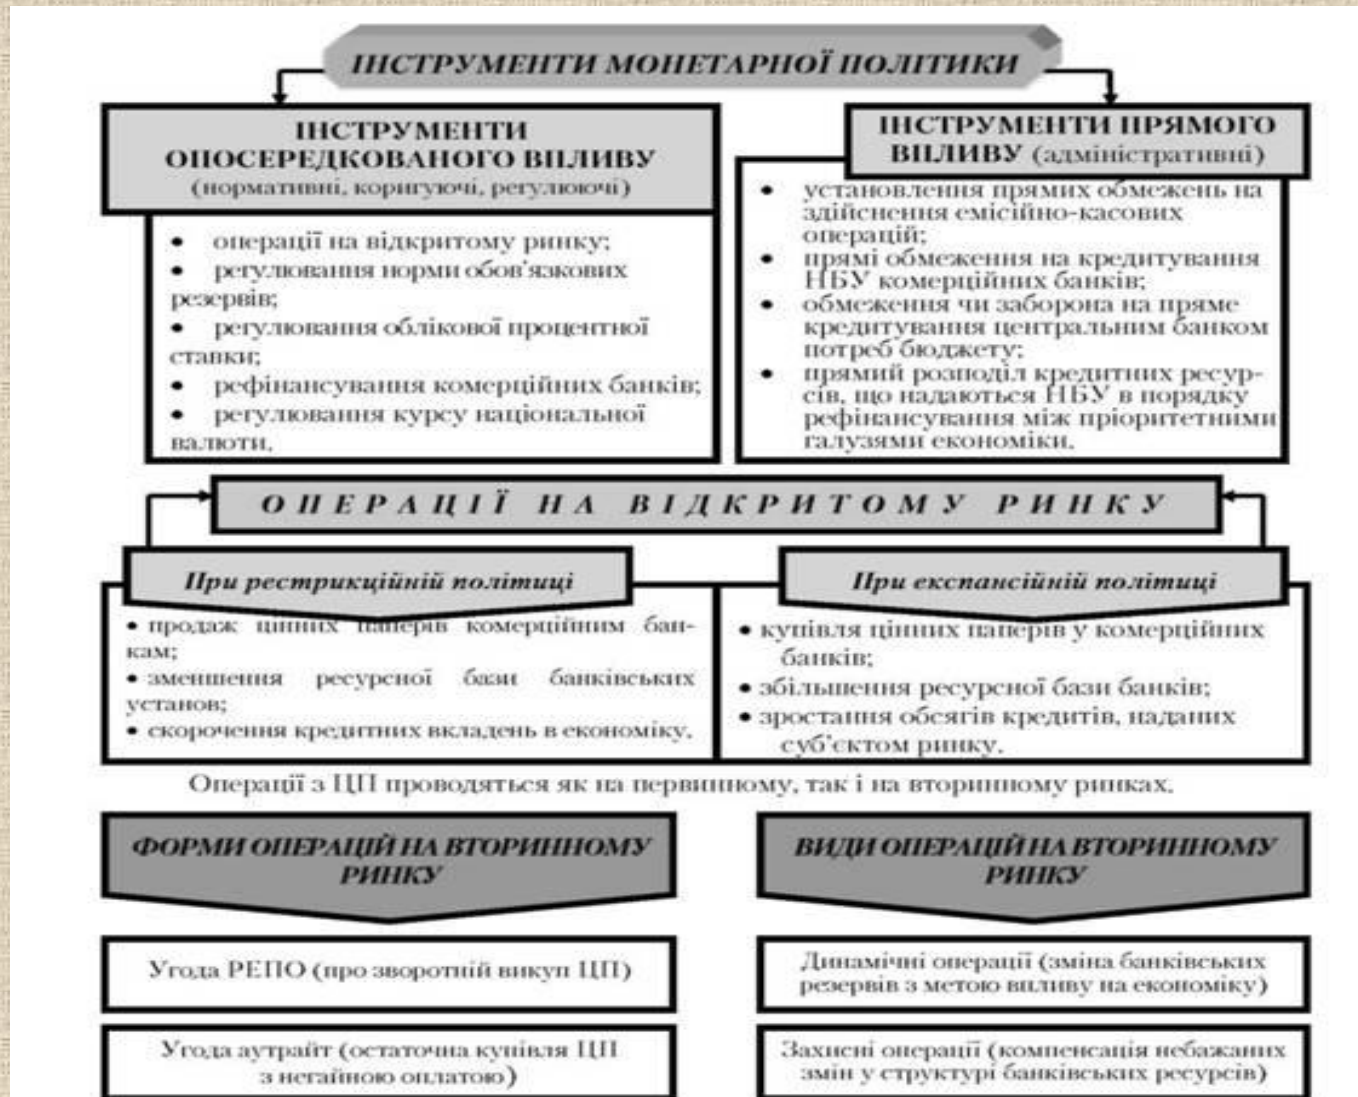 ІНСТРУМЕНТИ МОНЕТАРНОЇ ПОЛІТИКИ
ІНСТРУМЕНТИ
ОПОСЕРЕДКОВАНОГО ВПЛИВУ
(нормативні, коригуючі, регулюючі)
• операції на відкритому ринку;
• регулювання норми обов'язкових
резервів;
• регулювання облікової процентної
ставки;
• рефінансування комерційних банків;
• регулювання курсу національної
валюти.
ІНСТРУМЕНТИ ПРЯМОГО
ВПЛИВУ (адміністративні)
• установлення прямих обмежень на
здійснення емісійно-касових
операцій;
• прямі обмеження на кредитування
НБУ комерційних банків;
• обмеження чи заборона на пряме
кредитування центральним банком
потреб бюджету;
• прямий розподіл кредитних ресур-
сів, що надаються НБУ в порядку
рефінансування між пріоритетними
галузями економіки.
ОПЕРАЦІЇ НА ВІДКРИТОМУ РИНКУ
При рестрикційній політиці
• продаж цінних паперів комерційним бан-
кам;
• зменшення ресурсної бази банківських
установ;
• скорочення кредитних вкладень в економіку.
При експансійній політиці
• купівля цінних паперів у комерційних
банків;
• збільшення ресурсної бази банків;
• зростання обсягів кредитів, наданих
суб'єктом ринку.
Операції з ЦП проводяться як на первинному, так і на вторинному ринках.
ФОРМИ ОПЕРАЦІЙ НА ВТОРИННОМУ
РИНКУ
Угода РЕПО (про зворотній викуп ЦП)
Угода аутрайт (остаточна купівля ЦП
з негайною оплатою)
ВИДИ ОПЕРАЦІЙ НА ВТОРИННОМУ
РИНКУ
Динамічні операції (зміна банківських
резервів з метою впливу на економіку)
Захисні операції (компенсація небажаних
змін у структурі банківських ресурсів)